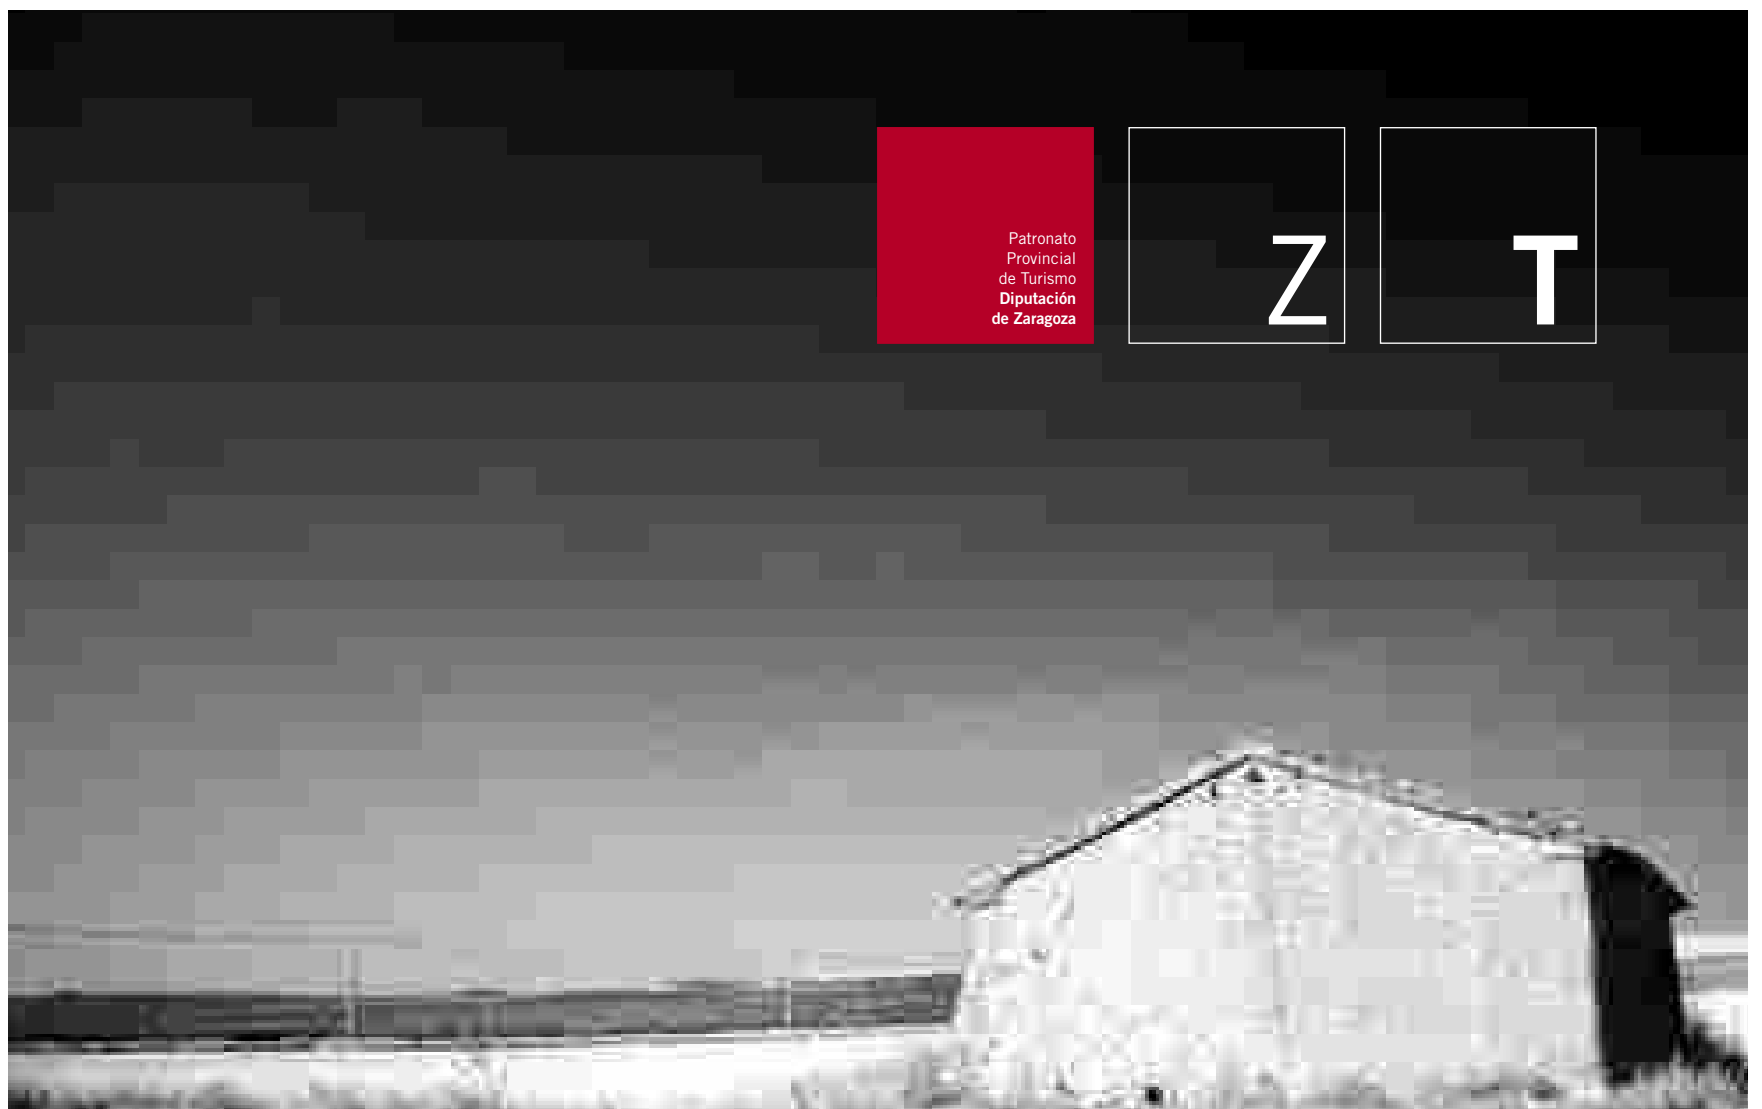 Patronato
Provincial
de Turismo
Diputación
de Zaragoza
Z
T